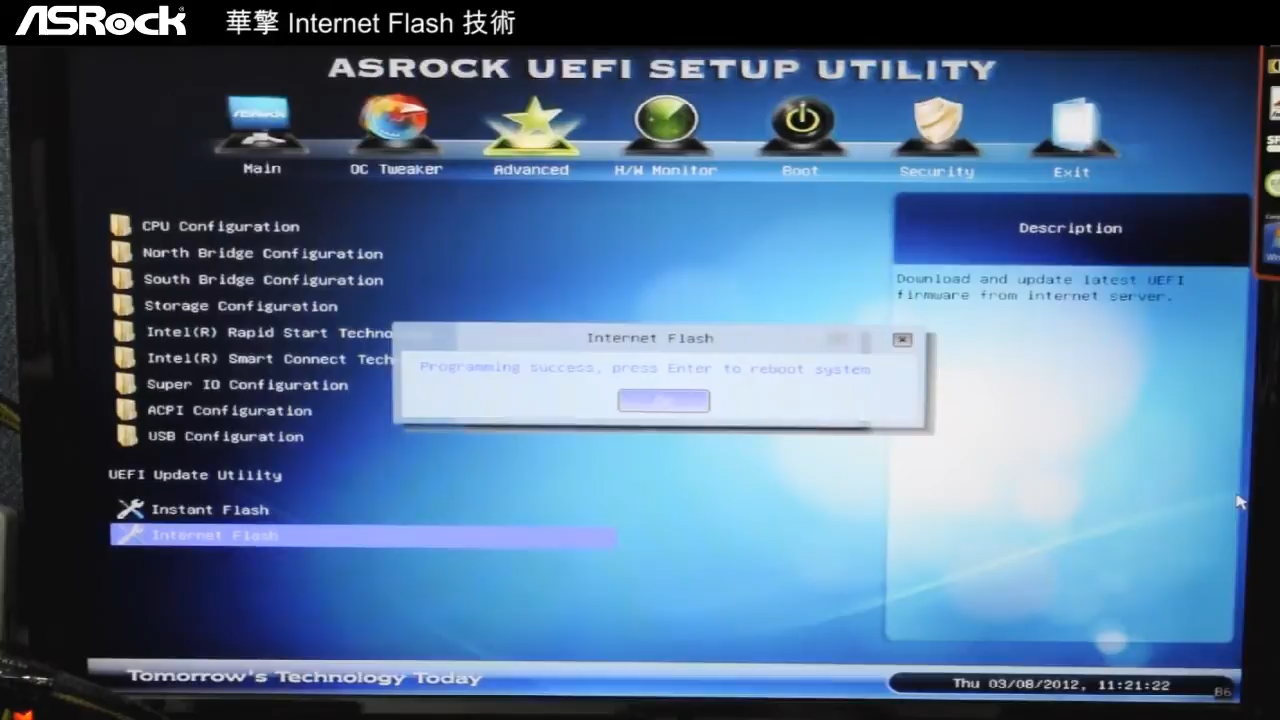 ASRock 華擎 Internet Flash 技術
ASROCK UEFI SETUP UTILITY
Main OC Tweaker Advanced H/W Monitor Boot Security Exit
CPU Configuration
North Bridge Configuration
South Bridge Configuration
Storage Configuration
Intel(R) Rapid Start Techno
Intel(R) Smart Connect Tech
Super IO Configuration
ACPI Configuration
USB Configuration
UEFI Update Utility
Instant Flash
Internet Flash
Internet Flash
Programming success, press Enter to reboot system
Description
Download and update latest UEFI
firmware from internet server.
Tomorrow's Technology Today
Thu 03/08/2012, 11:21:22